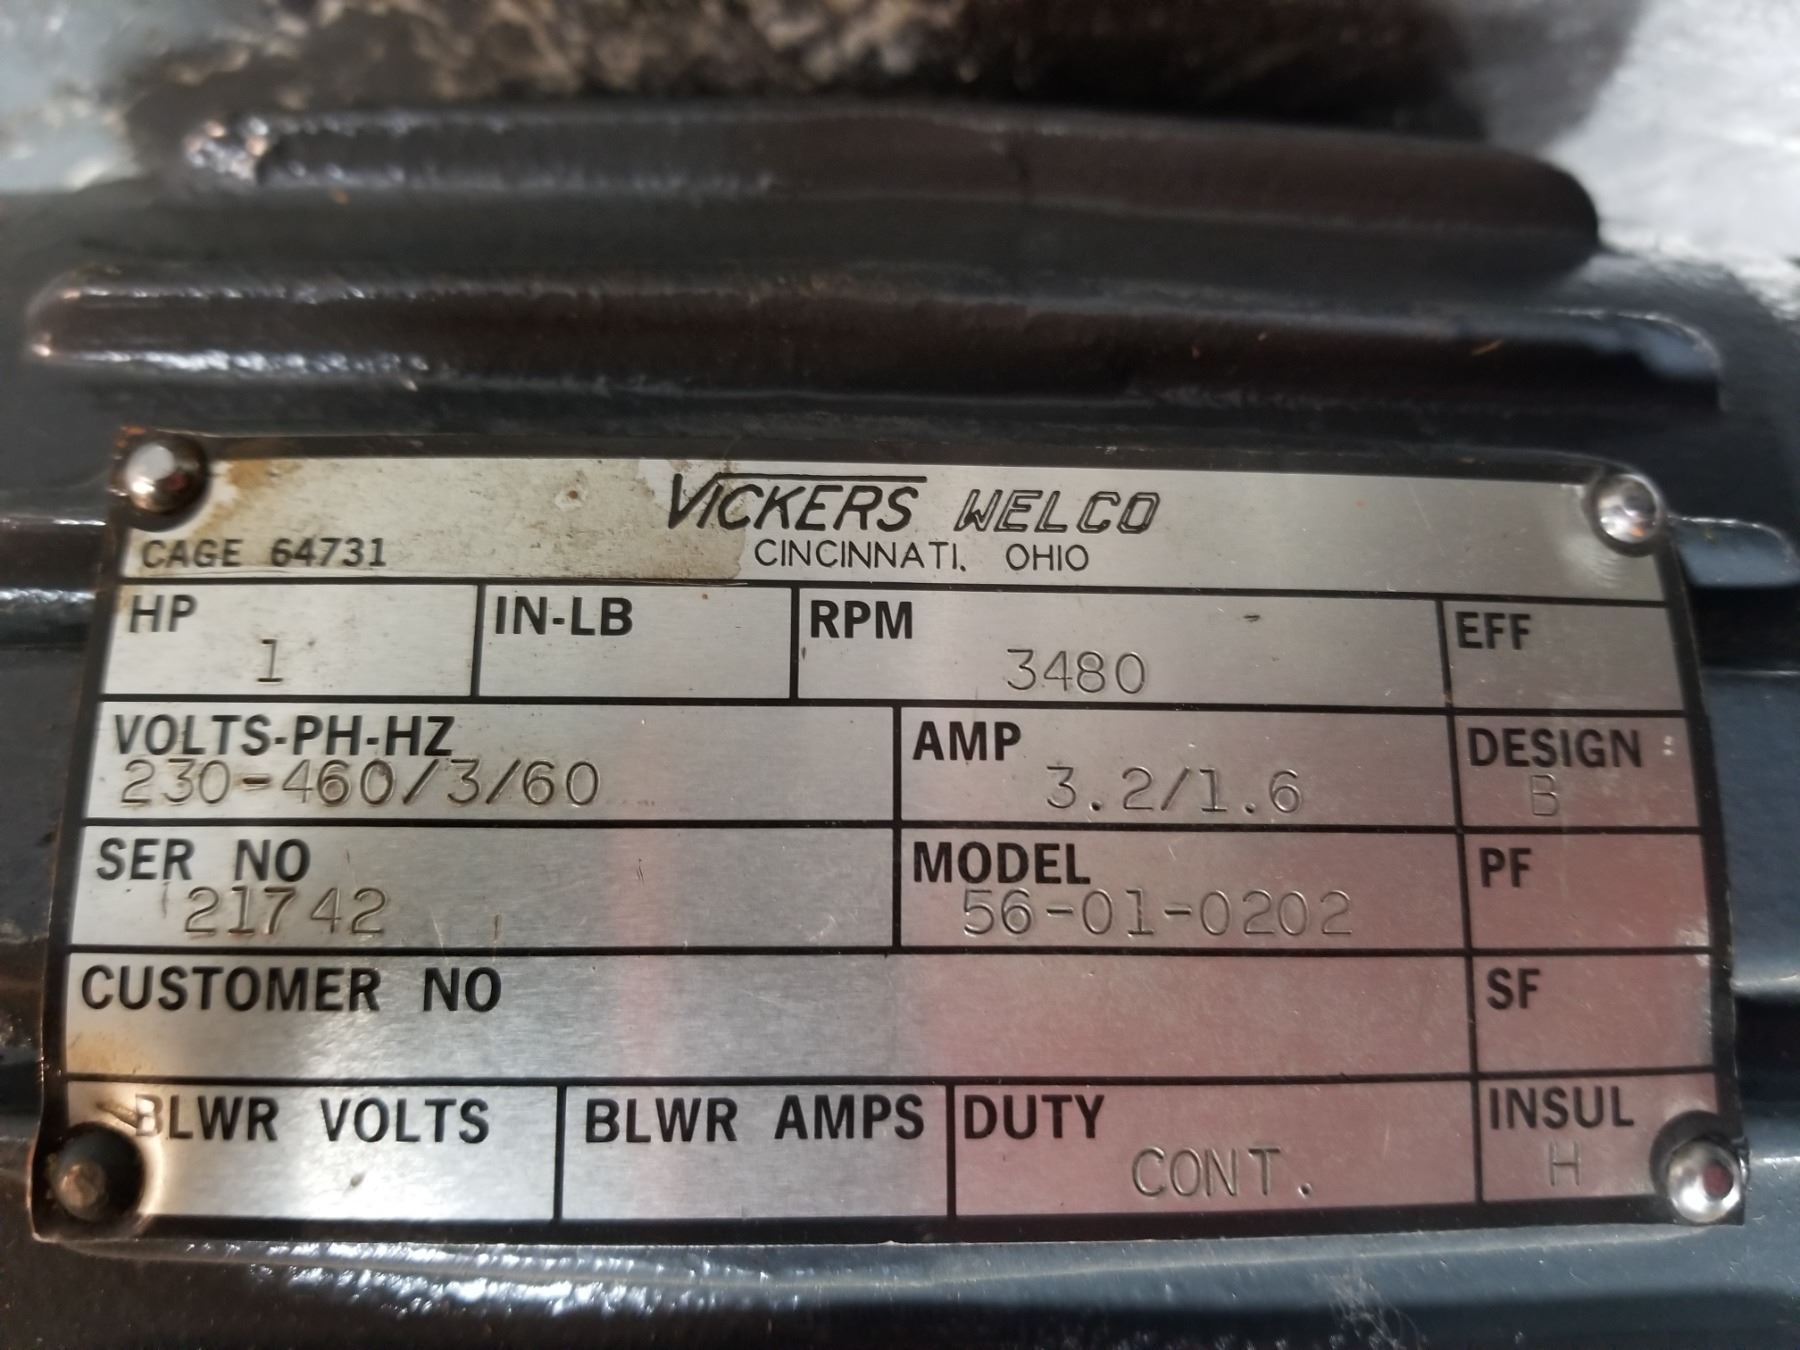 VICKERS WELCO
CAGE 64731 CINCINNATI. OHIO
HP IN-LB RPM EFF
1 3480
VOLTS-PH-HZ AMP DESIGN
230-460/3/60 3.2/1.6 B
SER NO MODEL PF
21742 56-01-0202
CUSTOMER NO SF
BLWR VOLTS BLWR AMPS DUTY INSUL
CONT. H